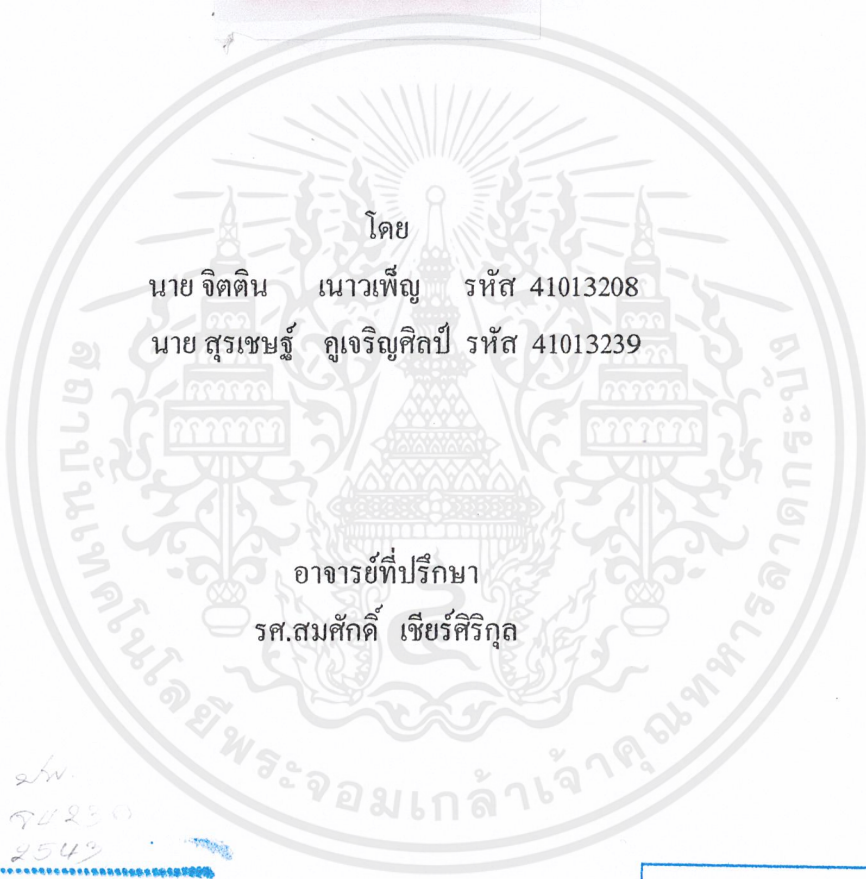 โดย
นาย จิตติน เนาวเพ็ญ รหัส 41013208
นาย สุรเชษฐ์ คูเจริญศิลป์ รหัส 41013239
อาจารย์ที่ปรึกษา
รศ.สมศักดิ์ เชียร์ศิริกุล
สถาบันเทคโนโลยีพระจอมเกล้าเจ้าคุณทหารลาดกระบัง
2543